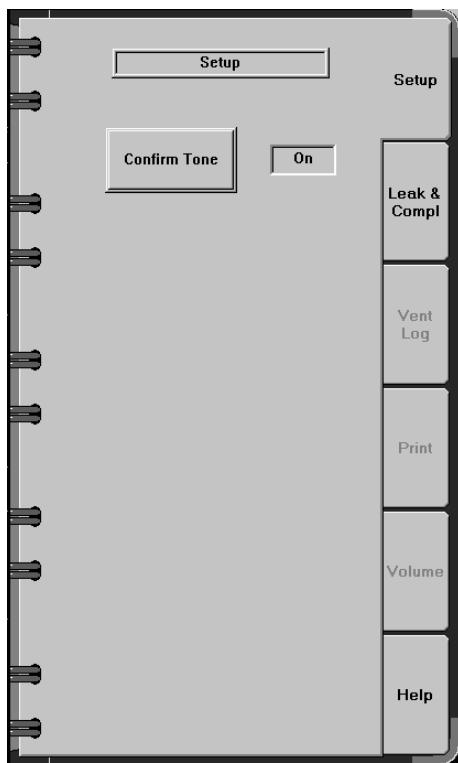 Setup
Setup
Confirm Tone
On
Leak &
Compl
Vent
Log
Print
Volume
Help